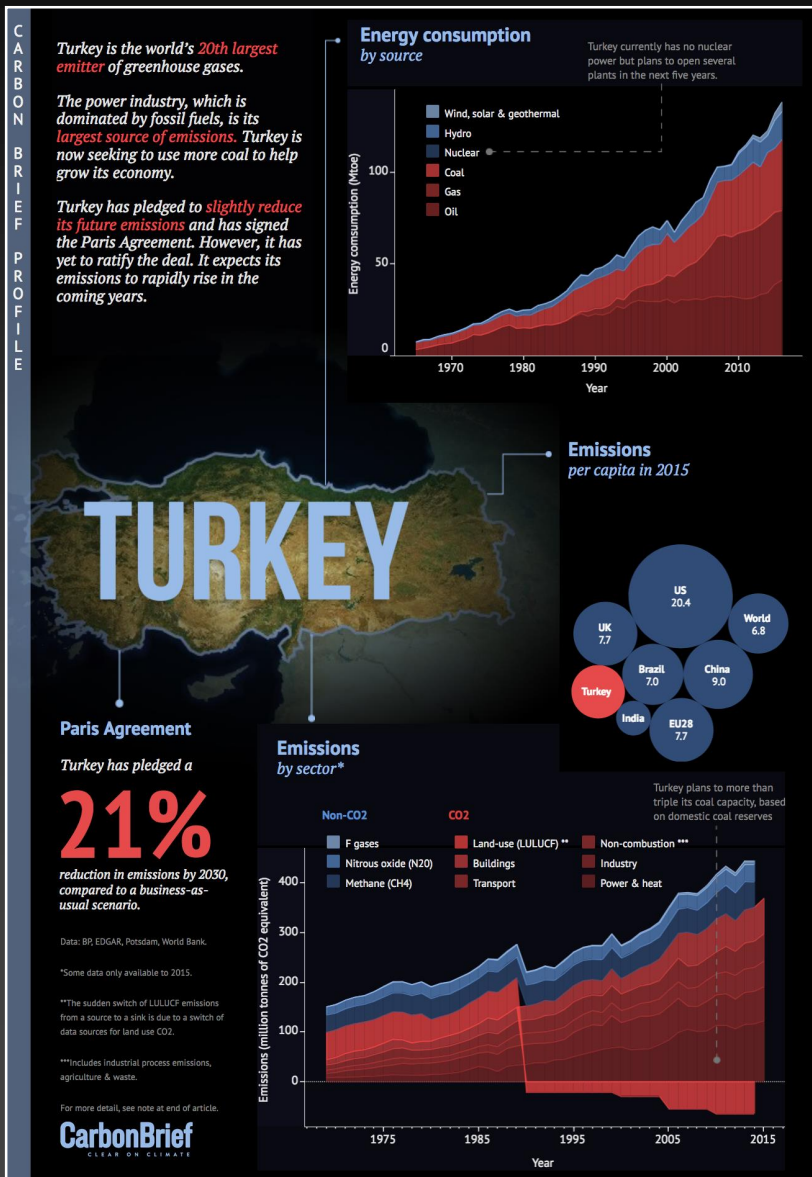 CARBON BRIEF PROFILE
Turkey is the world's 20th largest
emitter of greenhouse gases.
The power industry, which is
dominated by fossil fuels, is its
largest source of emissions. Turkey is
now seeking to use more coal to help
grow its economy.
Turkey has pledged to slightly reduce
its future emissions and has signed
the Paris Agreement. However, it has
yet to ratify the deal. It expects its
emissions to rapidly rise in the
coming years.
Energy consumption
by source
Turkey currently has no nuclear
power but plans to open several
plants in the next five years.
Wind, solar & geothermal
Hydro
Nuclear
Coal
Gas
Oil
Energy comsumption (Mtoe)
100
50
0
1970
1980
1990
2000
2010
Year
TURKEY
Emissions
per capita in 2015
US
20.4
UK
7.7
World
6.8
Brazil
7.0
China
9.0
Turkey
India
EU28
7.7
Paris Agreement
Turkey has pledged a
21%
reduction in emissions by 2030,
compared to a business-as-
usual scenario.
Data: BP, EDGAR, Potsdam, World Bank.
*Some data only available to 2015.
**The sudden switch of LULUCF emissions
from a source to a sink is due to a switch of
data sources for land use CO2.
***Includes industrial process emissions,
agriculture & waste.
For more detail, see note at end of article.
CarbonBrief
CLEAR ON CLIMATE
Emissions
by sector*
Turkey plans to more than
triple its coal capacity, based
on domestic coal reserves
Non-CO2
CO2
F gases
Nitrous oxide (N20)
Methane (CH4)
Land-use (LULUCF) **
Buildings
Transport
Non-combustion ***
Industry
Power & heat
Emissions (million tonnes of CO2 equivalent)
400
300
200
100
0
1975
1985
1995
2005
2015
Year